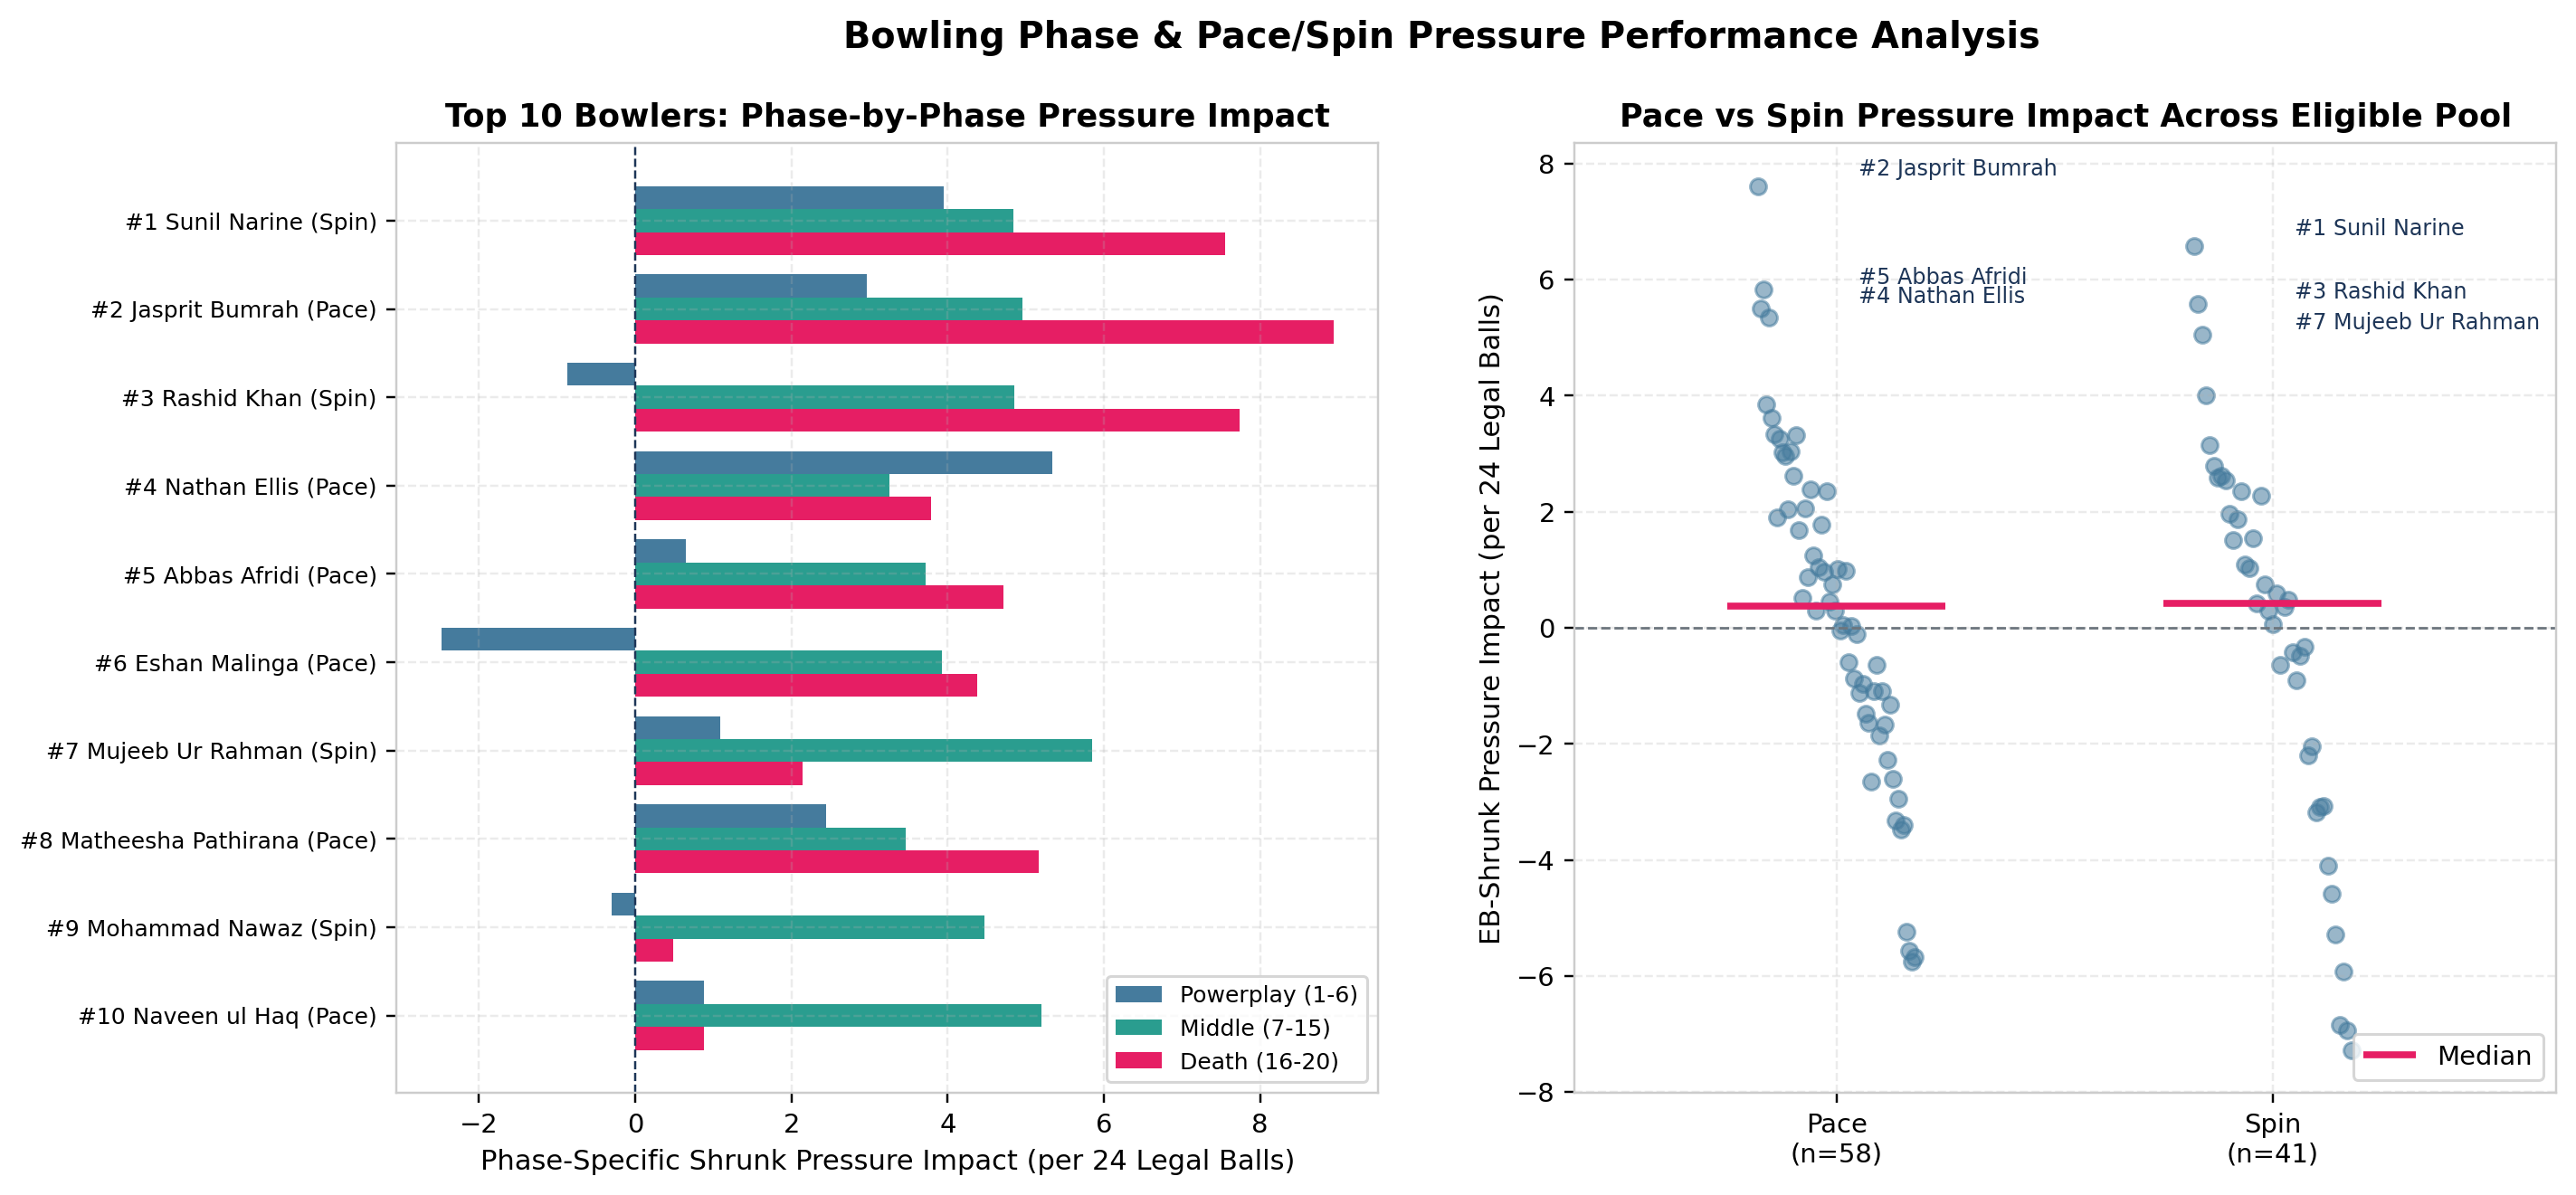 Bowling Phase & Pace/Spin Pressure Performance Analysis
Top 10 Bowlers: Phase-by-Phase Pressure Impact
#1 Sunil Narine (Spin)
#2 Jasprit Bumrah (Pace)
#3 Rashid Khan (Spin)
#4 Nathan Ellis (Pace)
#5 Abbas Afridi (Pace)
#6 Eshan Malinga (Pace)
#7 Mujeeb Ur Rahman (Spin)
#8 Matheesha Pathirana (Pace)
#9 Mohammad Nawaz (Spin)
#10 Naveen ul Haq (Pace)
Powerplay (1-6)
Middle (7-15)
Death (16-20)
−2 0 2 4 6 8
Phase-Specific Shrunk Pressure Impact (per 24 Legal Balls)
Pace vs Spin Pressure Impact Across Eligible Pool
EB-Shrunk Pressure Impact (per 24 Legal Balls)
8
6
4
2
0
−2
−4
−6
−8
#2 Jasprit Bumrah
#5 Abbas Afridi
#4 Nathan Ellis
#1 Sunil Narine
#3 Rashid Khan
#7 Mujeeb Ur Rahman
Median
Pace
(n=58)
Spin
(n=41)